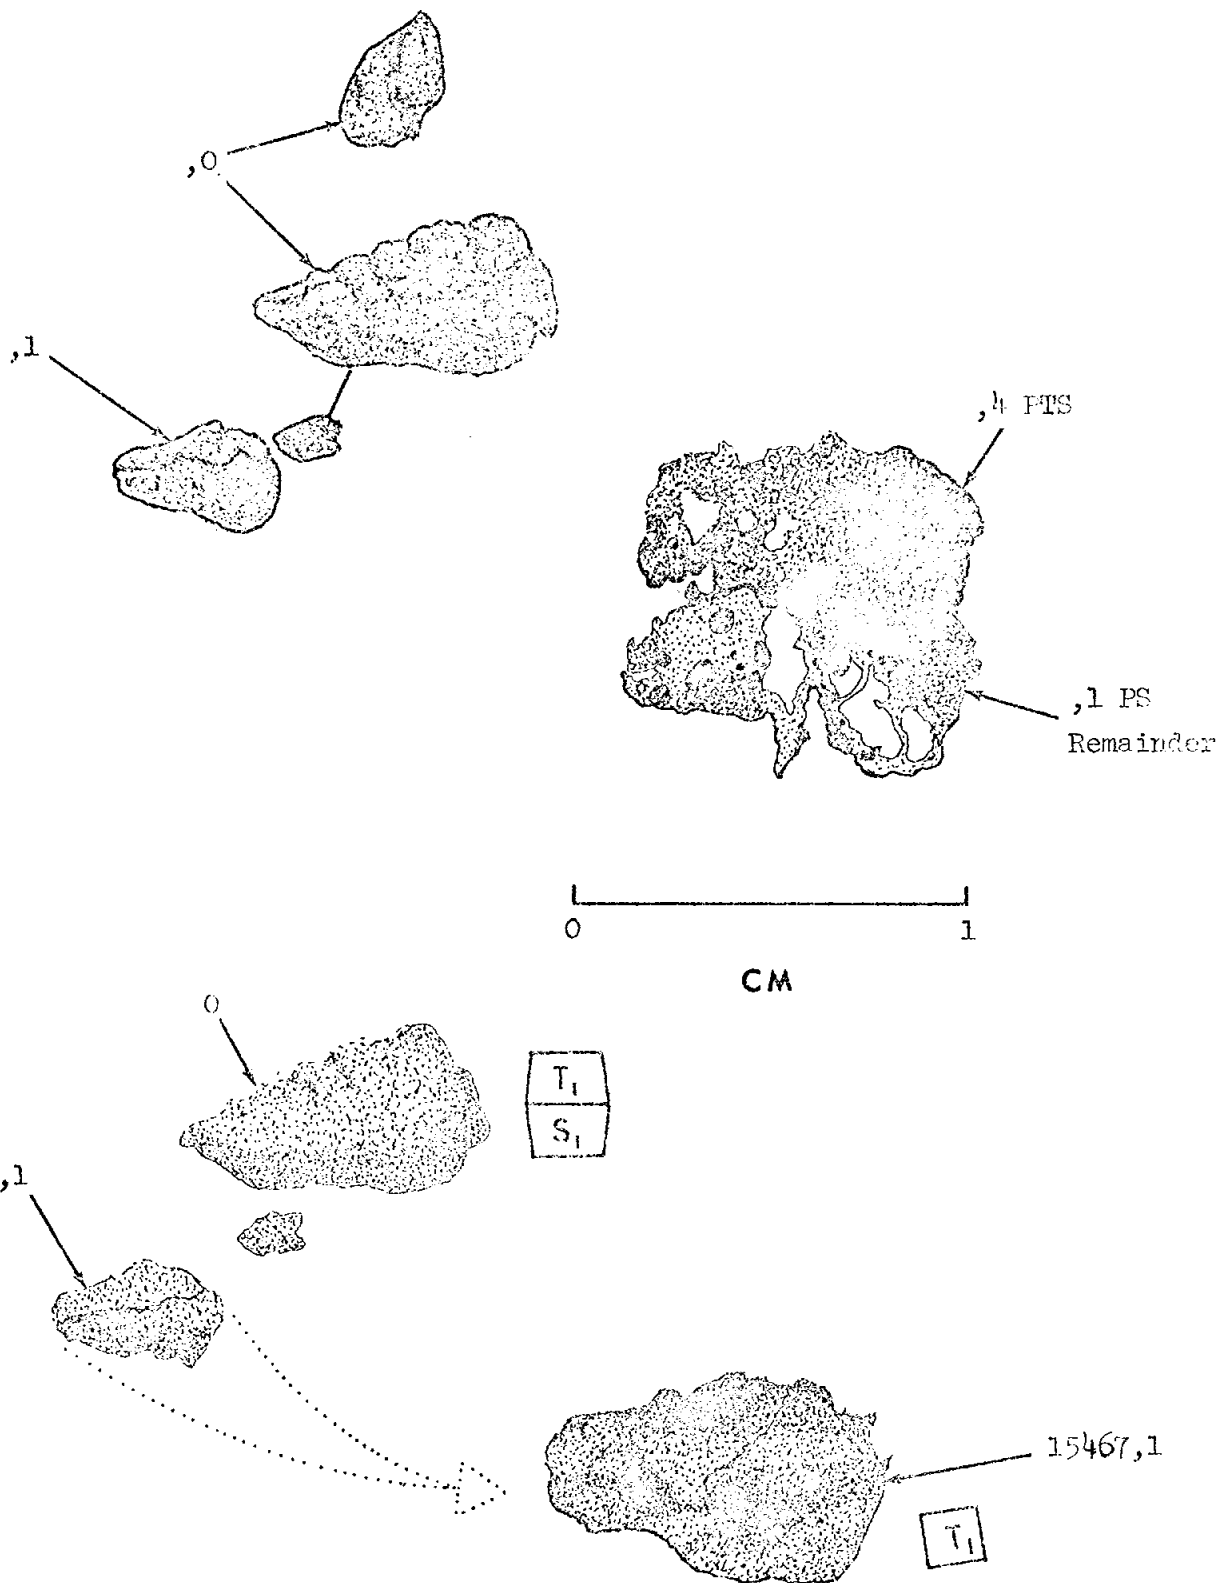 ,0
,1
,4 PTS
,1 PS
Remainder
0 1
CM
0
T₁
S₁
,1
15467,1
T₁